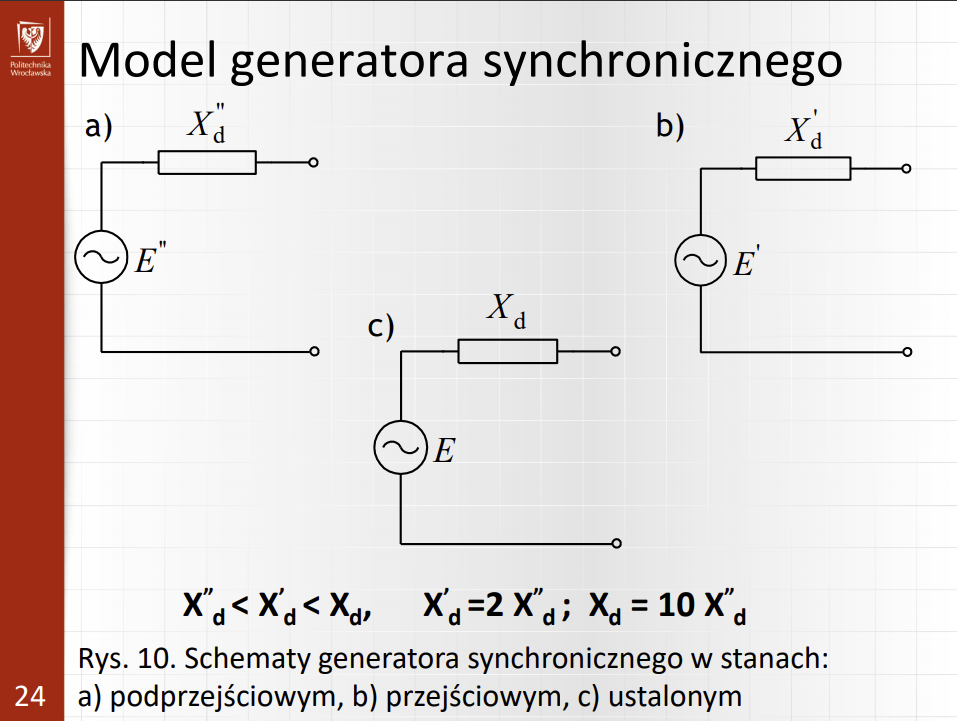 Politechnika
Wrocławska
Model generatora synchronicznego
a)
X"d
E"
b)
X'd
E'
c)
Xd
E
X”d < X’d < Xd, X’d =2 X”d ; Xd = 10 X”d
Rys. 10. Schematy generatora synchronicznego w stanach:
a) podprzejściowym, b) przejściowym, c) ustalonym
24